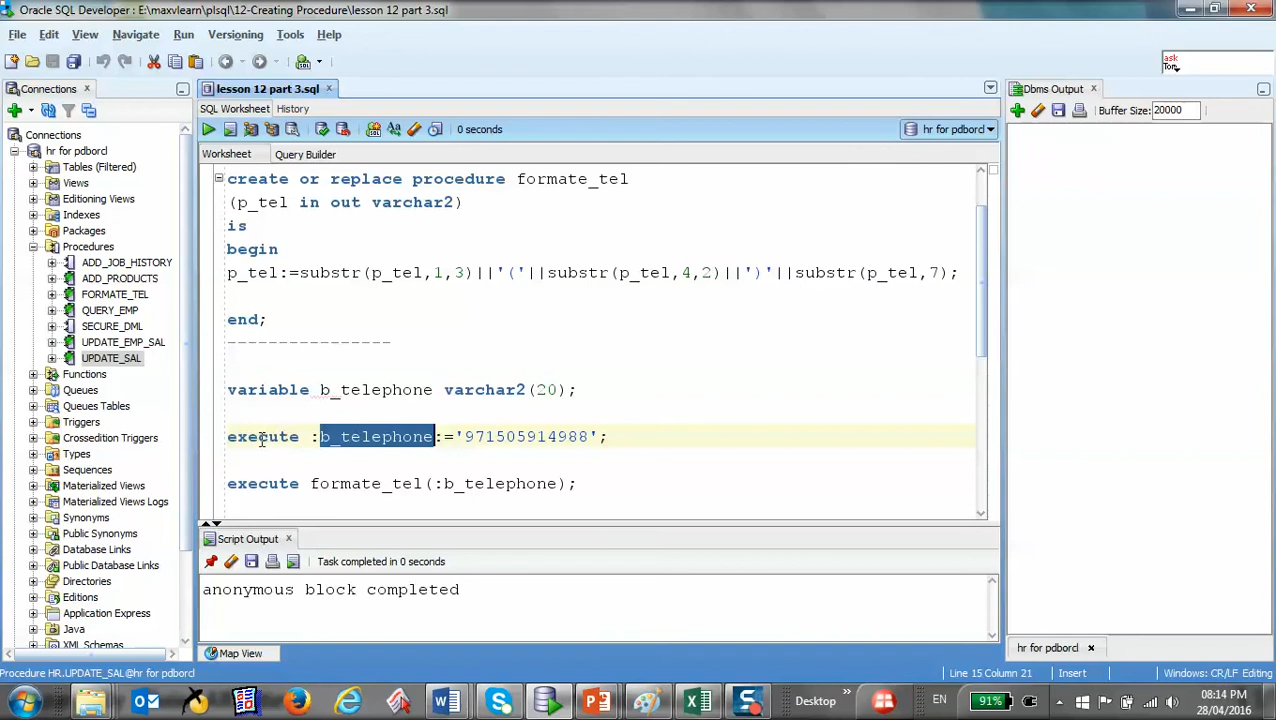 Oracle SQL Developer : E:\maxvlearn\plsql\12-Creating Procedure\lesson 12 part 3.sql
File Edit View Navigate Run Versioning Tools Help
ask
Tom
Connections
lesson 12 part 3.sql
Dbms Output
SQL Worksheet History
Buffer Size: 20000
0 seconds
hr for pdborcl
Worksheet Query Builder
Connections
hr for pdborcl
Tables (Filtered)
Views
Editioning Views
Indexes
Packages
Procedures
ADD_JOB_HISTORY
ADD_PRODUCTS
FORMATE_TEL
QUERY_EMP
SECURE_DML
UPDATE_EMP_SAL
UPDATE_SAL
Functions
Queues
Queues Tables
Triggers
Crossedition Triggers
Types
Sequences
Materialized Views
Materialized Views Logs
Synonyms
Public Synonyms
Database Links
Public Database Links
Directories
Editions
Application Express
Java
XML Schemas
create or replace procedure formate_tel
(p_tel in out varchar2)
is
begin
p_tel:=substr(p_tel,1,3)||'('||substr(p_tel,4,2)||')'||substr(p_tel,7);
end;
----------------
variable b_telephone varchar2(20);
execute :b_telephone:='971505914988';
execute formate_tel(:b_telephone);
Script Output
Task completed in 0 seconds
anonymous block completed
Map View
hr for pdborcl
Procedure HR.UPDATE_SAL@hr for pdborcl
Line 15 Column 21 Insert Windows: CR/LF Editing
Desktop
EN
91%
08:14 PM
28/04/2016